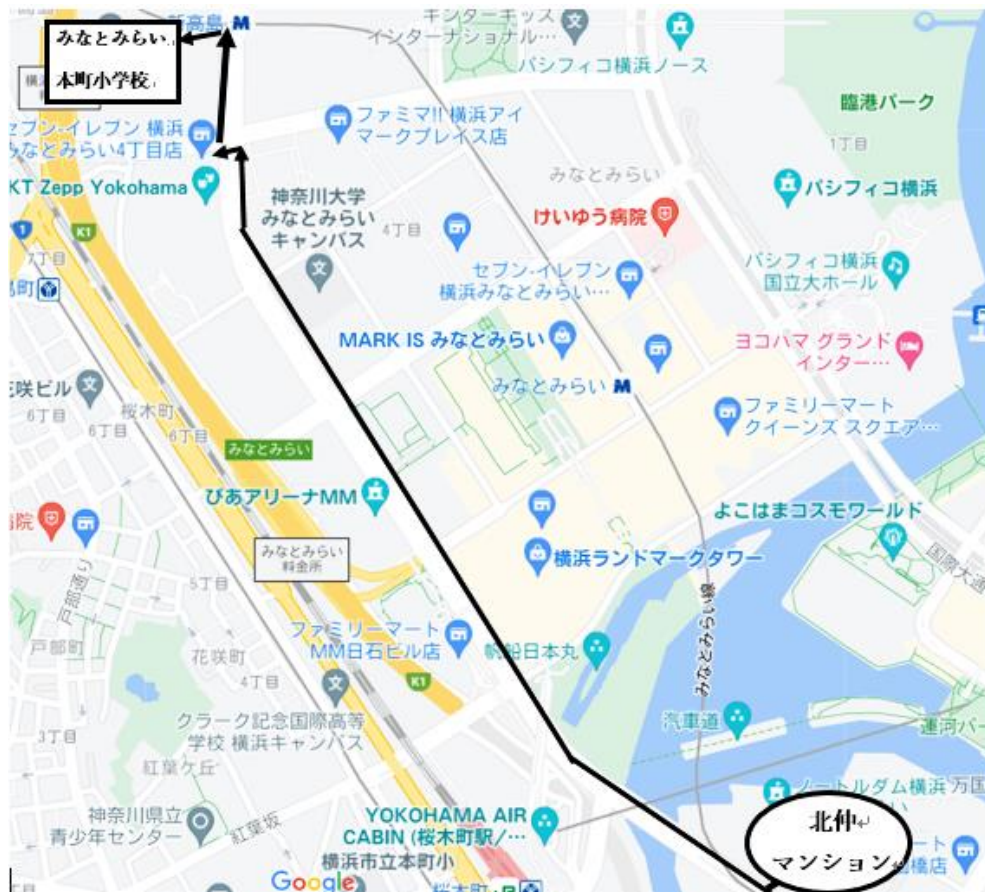 みなとみらい
本町小学校
新高島
キンダーキッズ
インターナショナル…
パシフィコ横浜ノース
臨港パーク
1丁目
セブン-イレブン 横浜
みなとみらい4丁目店
ファミマ!! 横浜アイ
マークプレイス店
KT Zepp Yokohama
みなとみらい
パシフィコ横浜
神奈川大学
みなとみらい
キャンパス
4丁目
けいゆう病院
1
K1
7丁目
セブン-イレブン
横浜みなとみらい…
パシフィコ横浜
国立大ホール
MARK IS みなとみらい
ヨコハマ グランド
インター…
みなとみらい
花咲ビル
6丁目
桜木町
6丁目
6丁目
ファミリーマート
クイーンズ スクエア…
みなとみらい
ぴあアリーナMM
よこはまコスモワールド
病院
みなとみらい
料金所
横浜ランドマークタワー
国際大通
戸部通り
5丁目
戸部町
花咲町
ファミリーマート
MM日石ビル店
帆船日本丸
みなとみらい線
4丁目
K1
汽車道
運河パー
3丁目
クラーク記念国際高等
学校 横浜キャンパス
紅葉ケ丘
ノートルダム横浜
万国
神奈川県立
青少年センター
紅葉坂
YOKOHAMA AIR
CABIN (桜木町駅/…
北仲
マンション
横浜市立本町小
Google
桜木町